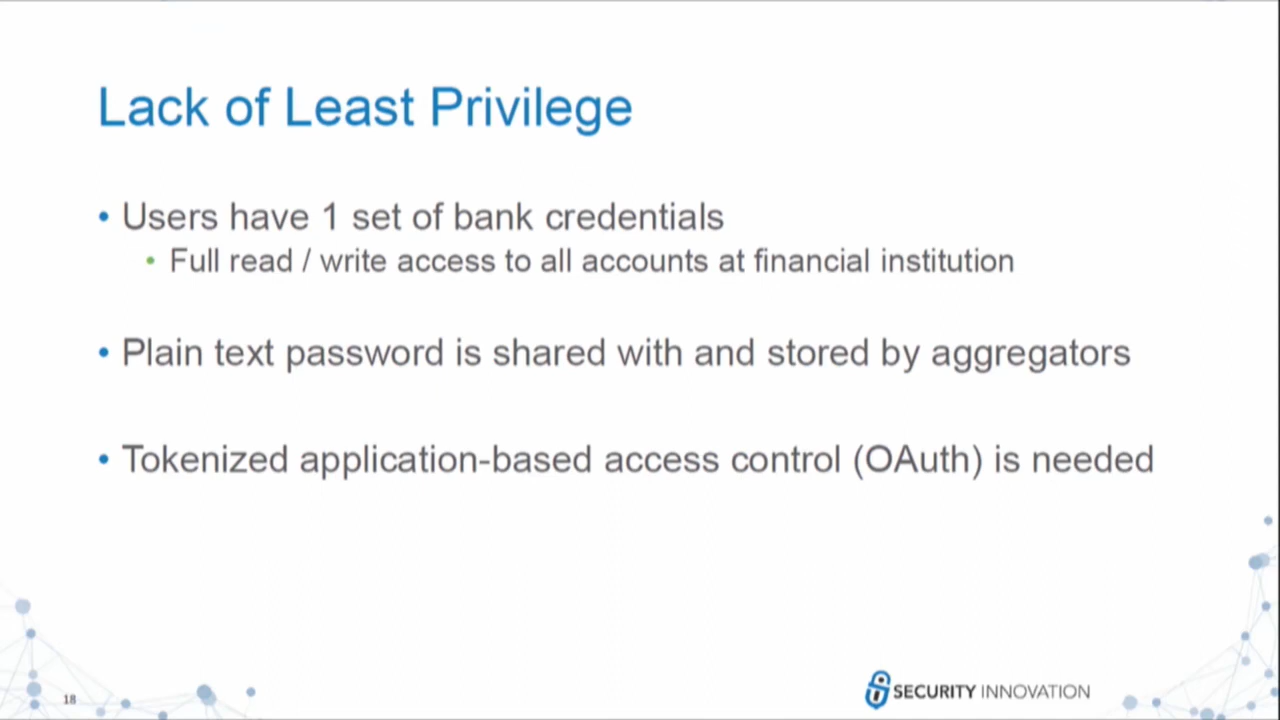 Lack of Least Privilege
• Users have 1 set of bank credentials
• Full read / write access to all accounts at financial institution
• Plain text password is shared with and stored by aggregators
• Tokenized application-based access control (OAuth) is needed
18
SECURITY INNOVATION